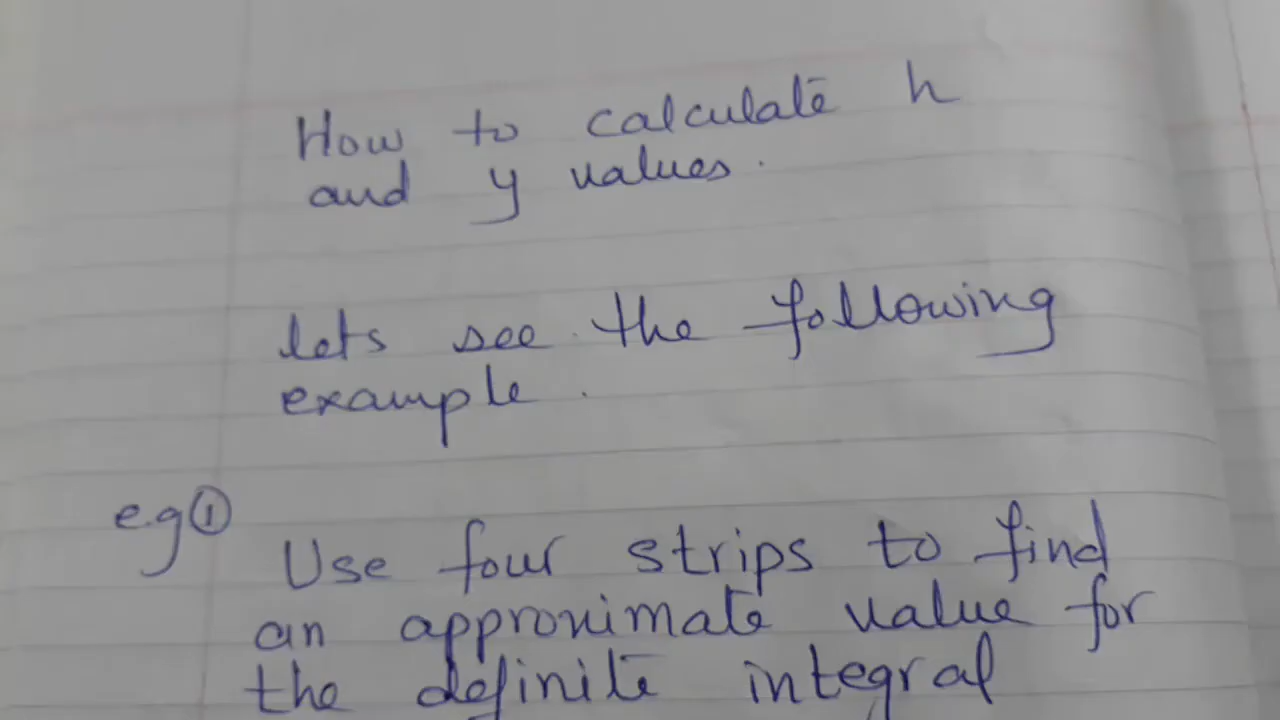 How to calculate h
and y values.
lets see the following
example.
e.g ① Use four strips to find
an approximate value for
the definite integral